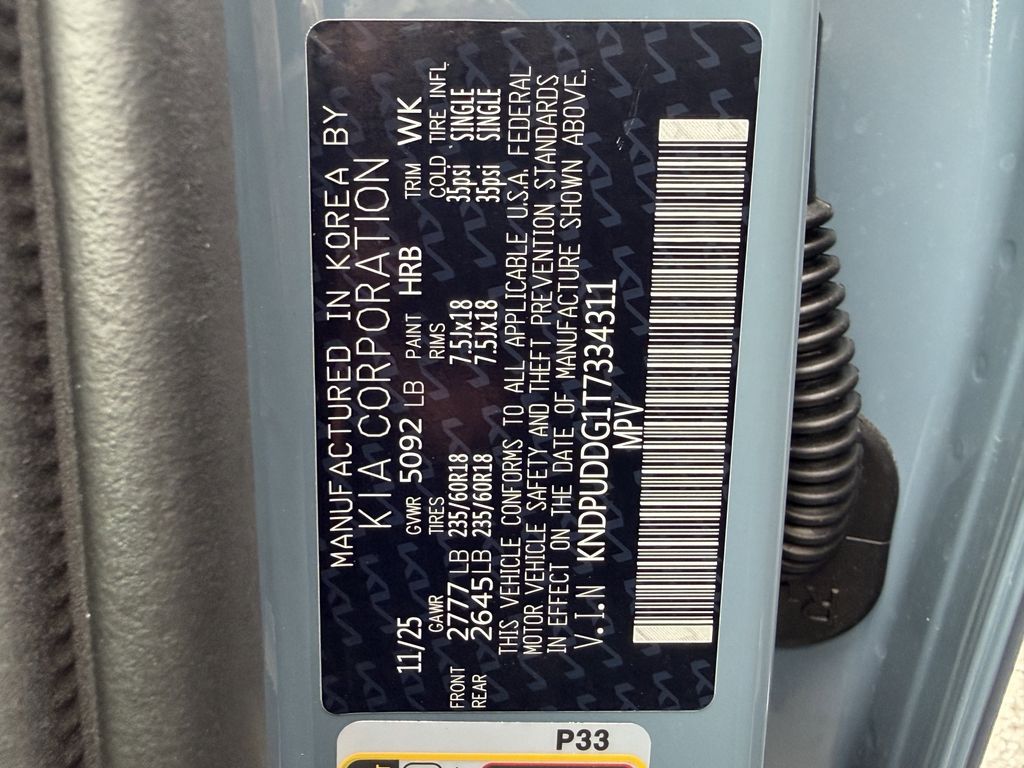 MANUFACTURED IN KOREA BY
KIA CORPORATION
11/25 GVWR 5092 LB PAINT HRB TRIM WK
GAWR TIRES RIMS COLD TIRE INFL
FRONT 2777 LB 235/60R18 7.5Jx18 35psi SINGLE
REAR 2645 LB 235/60R18 7.5Jx18 35psi SINGLE
THIS VEHICLE CONFORMS TO ALL APPLICABLE U.S.A. FEDERAL
MOTOR VEHICLE SAFETY AND THEFT PREVENTION STANDARDS
IN EFFECT ON THE DATE OF MANUFACTURE SHOWN ABOVE.
V.I.N KNDPUDDG1T7334311
MPV
P33